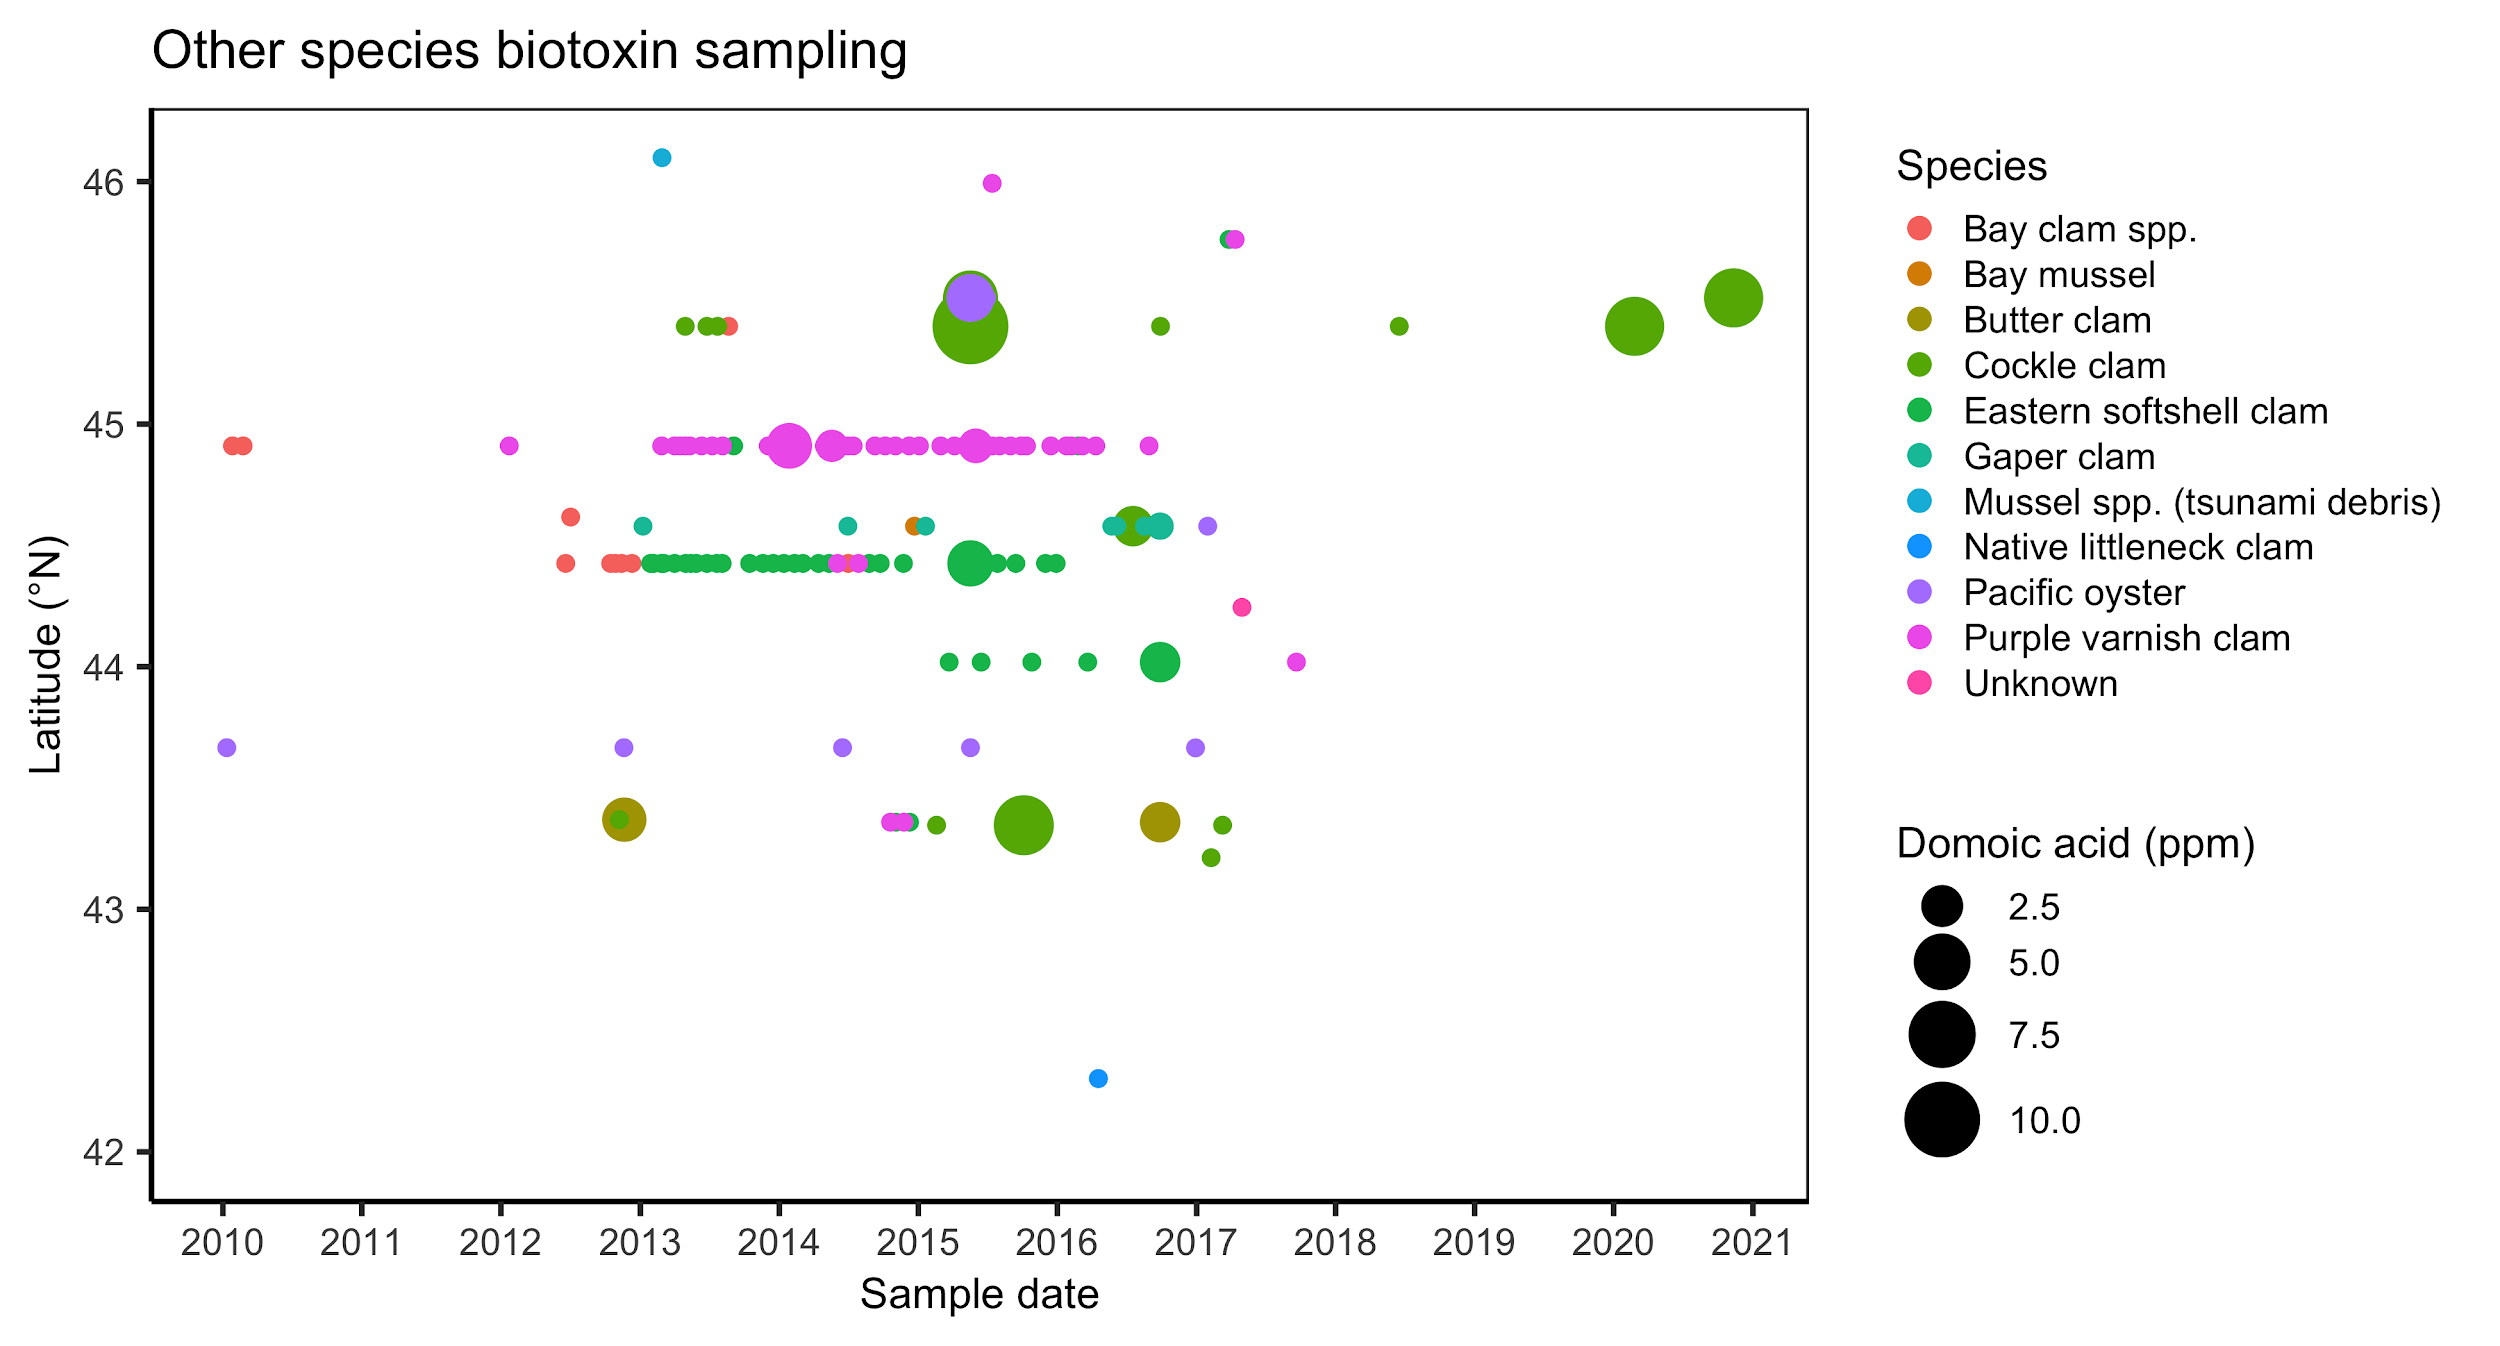 Other species biotoxin sampling
Latitude (°N)
46
45
44
43
42
2010 2011 2012 2013 2014 2015 2016 2017 2018 2019 2020 2021
Sample date
Species
Bay clam spp.
Bay mussel
Butter clam
Cockle clam
Eastern softshell clam
Gaper clam
Mussel spp. (tsunami debris)
Native littleneck clam
Pacific oyster
Purple varnish clam
Unknown
Domoic acid (ppm)
2.5
5.0
7.5
10.0